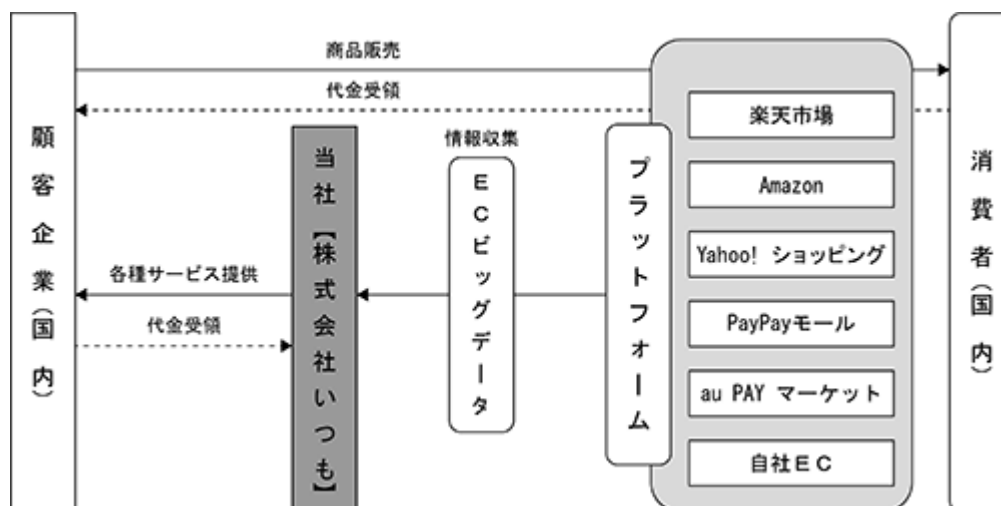 顧客企業(国内)
商品販売
代金受領
各種サービス提供
代金受領
当社【株式会社いつも】
情報収集
ECビッグデータ
プラットフォーム
楽天市場
Amazon
Yahoo! ショッピング
PayPayモール
au PAY マーケット
自社EC
消費者(国内)